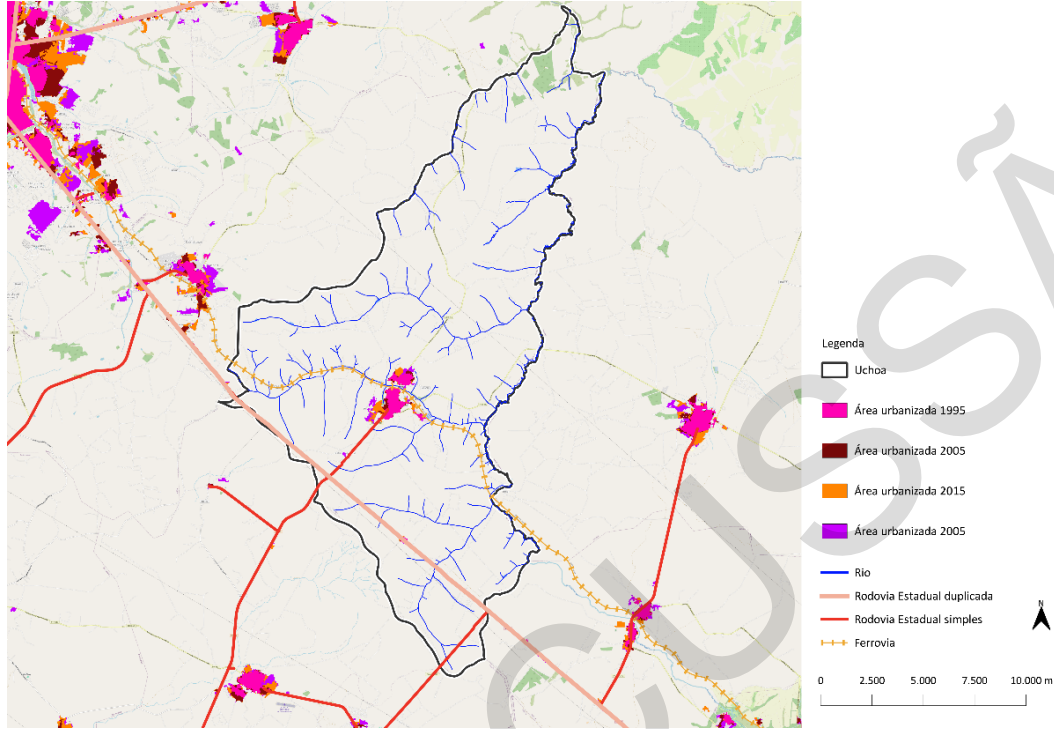 Legenda
Uchoa
Área urbanizada 1995
Área urbanizada 2005
Área urbanizada 2015
Área urbanizada 2005
Rio
Rodovia Estadual duplicada
Rodovia Estadual simples
Ferrovia
N
0 2.500 5.000 7.500 10.000 m
CUSSÃ